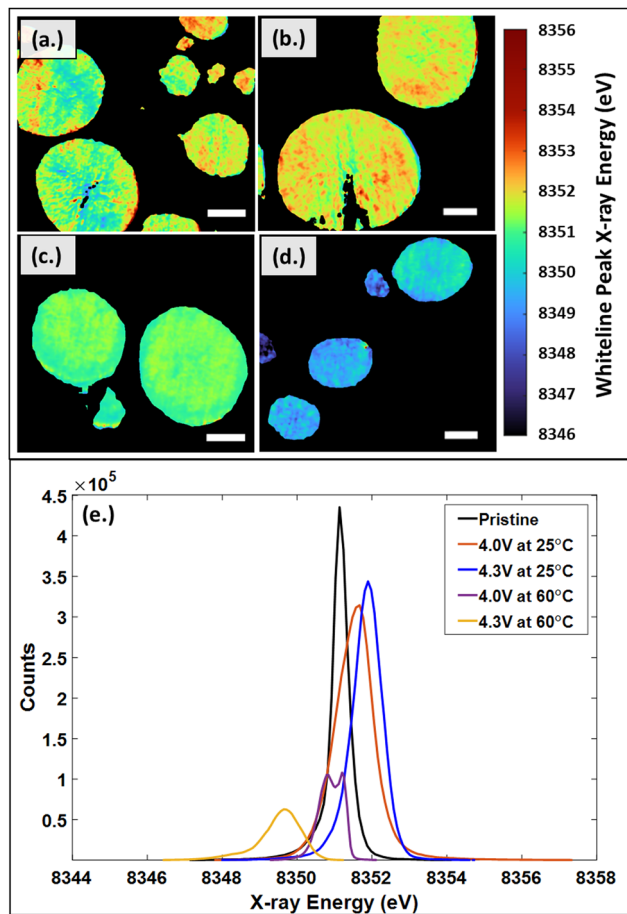 (a.)
(b.)
(c.)
(d.)
8356
8355
8354
8353
8352
8351
8350
8349
8348
8347
8346
Whiteline Peak X-ray Energy (eV)
×10⁵
(e.)
4.5
4
3.5
3
2.5
2
1.5
1
0.5
Counts
Pristine
4.0V at 25°C
4.3V at 25°C
4.0V at 60°C
4.3V at 60°C
8344 8346 8348 8350 8352 8354 8356 8358
X-ray Energy (eV)